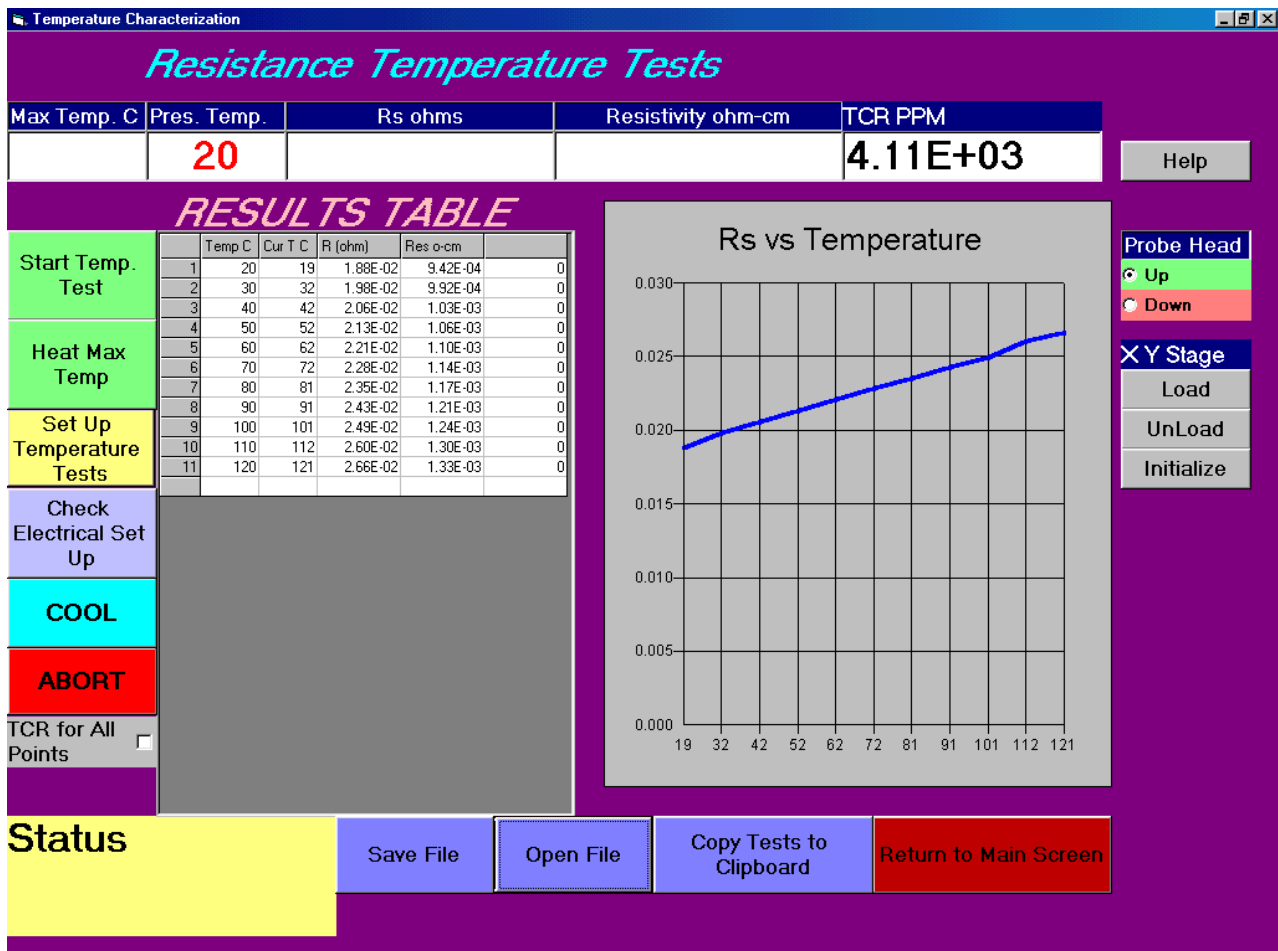 Temperature Characterization
Resistance Temperature Tests
Max Temp. C Pres. Temp. Rs ohms Resistivity ohm-cm TCR PPM
20 4.11E+03
Help
RESULTS TABLE
Start Temp.
Test
Heat Max
Temp
Set Up
Temperature
Tests
Check
Electrical Set
Up
COOL
ABORT
TCR for All
Points
Temp C Cur T C R (ohm) Res o-cm
1 20 19 1.88E-02 9.42E-04 0
2 30 32 1.98E-02 9.92E-04 0
3 40 42 2.06E-02 1.03E-03 0
4 50 52 2.13E-02 1.06E-03 0
5 60 62 2.21E-02 1.10E-03 0
6 70 72 2.28E-02 1.14E-03 0
7 80 81 2.35E-02 1.17E-03 0
8 90 91 2.43E-02 1.21E-03 0
9 100 101 2.49E-02 1.24E-03 0
10 110 112 2.60E-02 1.30E-03 0
11 120 121 2.66E-02 1.33E-03 0
Rs vs Temperature
0.030
0.025
0.020
0.015
0.010
0.005
0.000
19 32 42 52 62 72 81 91 101 112 121
Probe Head
Up
Down
X Y Stage
Load
UnLoad
Initialize
Status
Save File
Open File
Copy Tests to
Clipboard
Return to Main Screen